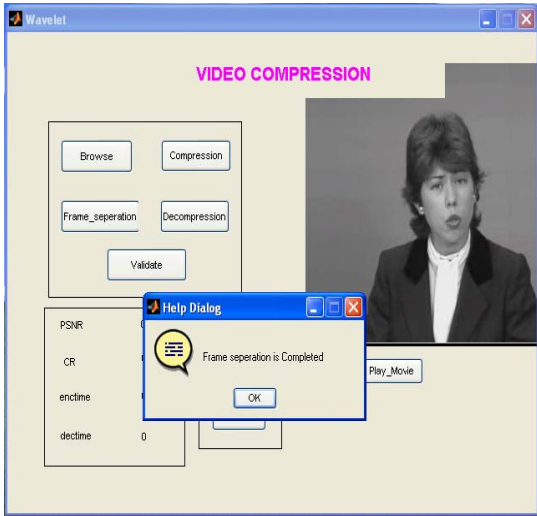 Wavelet
VIDEO COMPRESSION
Browse
Compression
Frame_seperation
Decompression
Validate
Help Dialog
Frame seperation is Completed
OK
PSNR
CR
enctime
dectime
0
Play_Movie